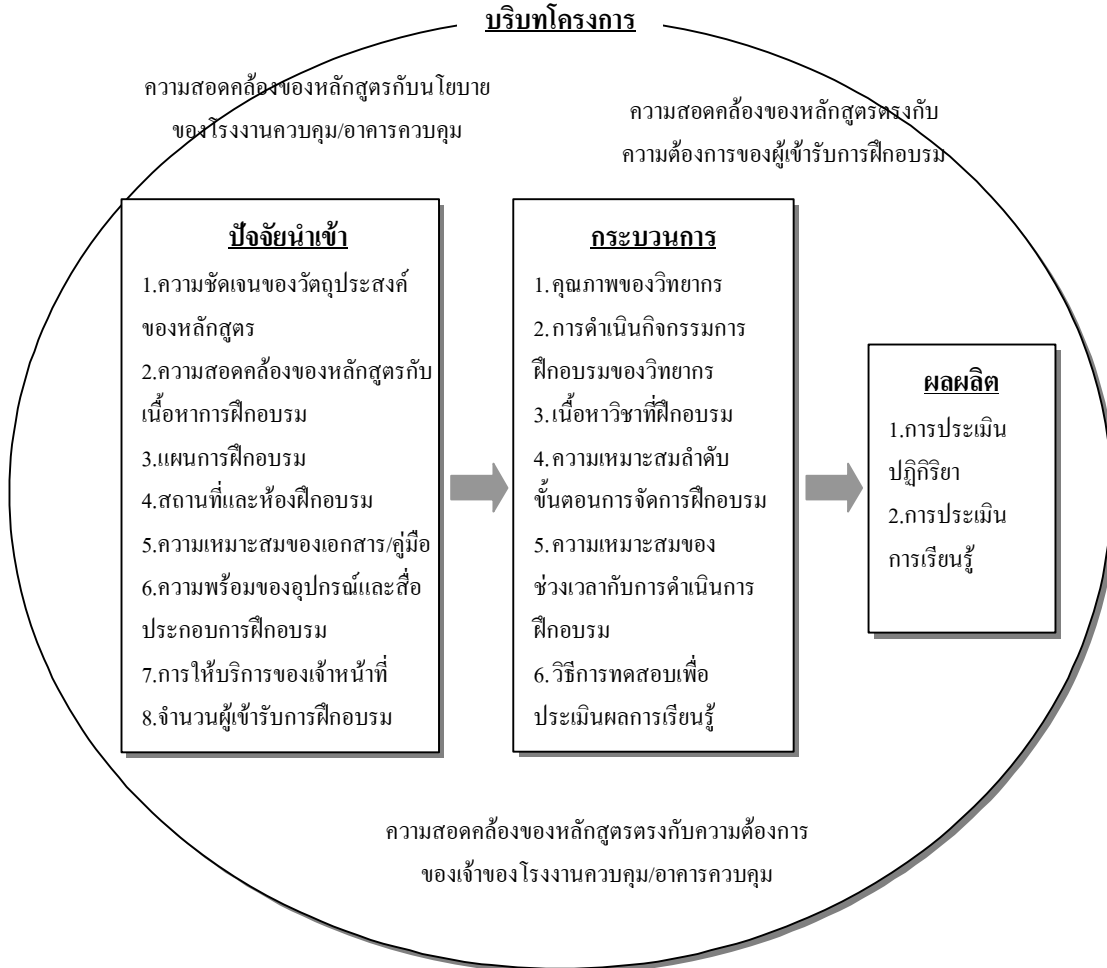 บริบทโครงการ
ความสอดคล้องของหลักสูตรกับนโยบาย
ของโรงงานควบคุม/อาคารควบคุม
ความสอดคล้องของหลักสูตรตรงกับ
ความต้องการของผู้เข้ารับการฝึกอบรม
ปัจจัยนำเข้า
1.ความชัดเจนของวัตถุประสงค์
ของหลักสูตร
2.ความสอดคล้องของหลักสูตรกับ
เนื้อหาการฝึกอบรม
3.แผนการฝึกอบรม
4.สถานที่และห้องฝึกอบรม
5.ความเหมาะสมของเอกสาร/คู่มือ
6.ความพร้อมของอุปกรณ์และสื่อ
ประกอบการฝึกอบรม
7.การให้บริการของเจ้าหน้าที่
8.จำนวนผู้เข้ารับการฝึกอบรม
กระบวนการ
1.คุณภาพของวิทยากร
2.การดำเนินกิจกรรมการ
ฝึกอบรมของวิทยากร
3.เนื้อหาวิชาที่ฝึกอบรม
4.ความเหมาะสมลำดับ
ขั้นตอนการจัดการฝึกอบรม
5.ความเหมาะสมของ
ช่วงเวลากับการดำเนินการ
ฝึกอบรม
6.วิธีการทดสอบเพื่อ
ประเมินผลการเรียนรู้
ผลผลิต
1.การประเมิน
ปฏิกิริยา
2.การประเมิน
การเรียนรู้
ความสอดคล้องของหลักสูตรตรงกับความต้องการ
ของเจ้าของโรงงานควบคุม/อาคารควบคุม